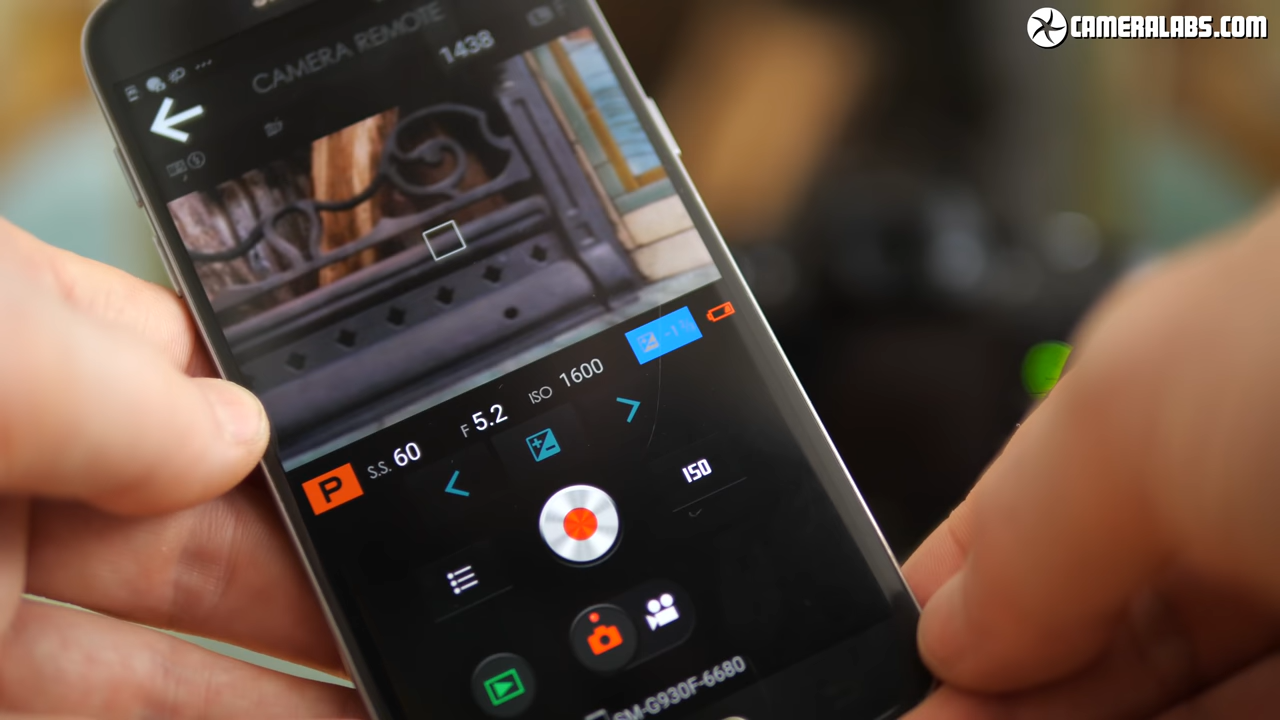 CAMERALABS.COM
CAMERA REMOTE
1438
P S.S. 60 F 5.2 ISO 1600
ISO
SM-G930F-6680